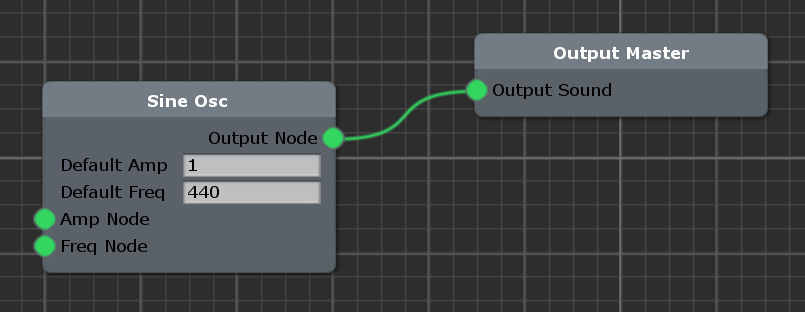 Output Master
Output Sound
Sine Osc
Output Node
Default Amp 1
Default Freq 440
Amp Node
Freq Node